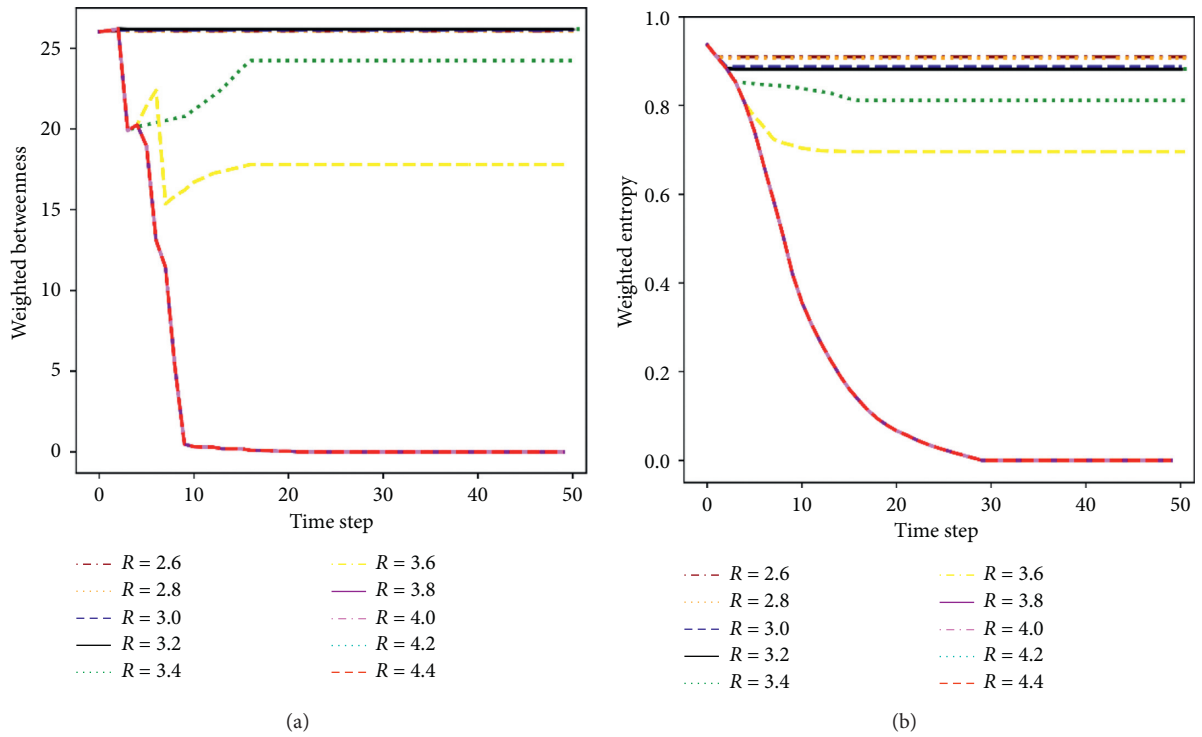 Weighted betweenness
25
20
15
10
5
0
0 10 20 30 40 50
Time step
R = 2.6
R = 2.8
R = 3.0
R = 3.2
R = 3.4
R = 3.6
R = 3.8
R = 4.0
R = 4.2
R = 4.4
(a)
Weighted entropy
1.0
0.8
0.6
0.4
0.2
0.0
0 10 20 30 40 50
Time step
R = 2.6
R = 2.8
R = 3.0
R = 3.2
R = 3.4
R = 3.6
R = 3.8
R = 4.0
R = 4.2
R = 4.4
(b)